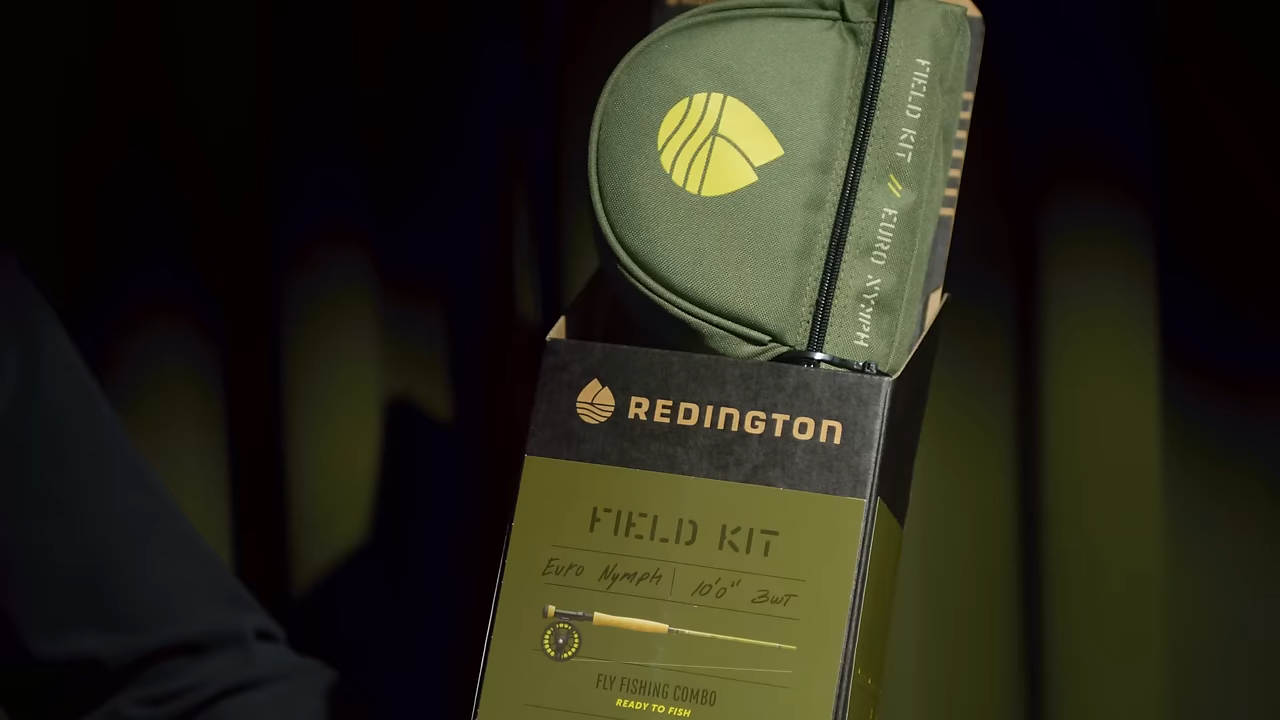 FIELD KIT // EURO NYMPH
REDINGTON
FIELD KIT
Euro Nymph | 10'0" 3wt
FLY FISHING COMBO
READY TO FISH